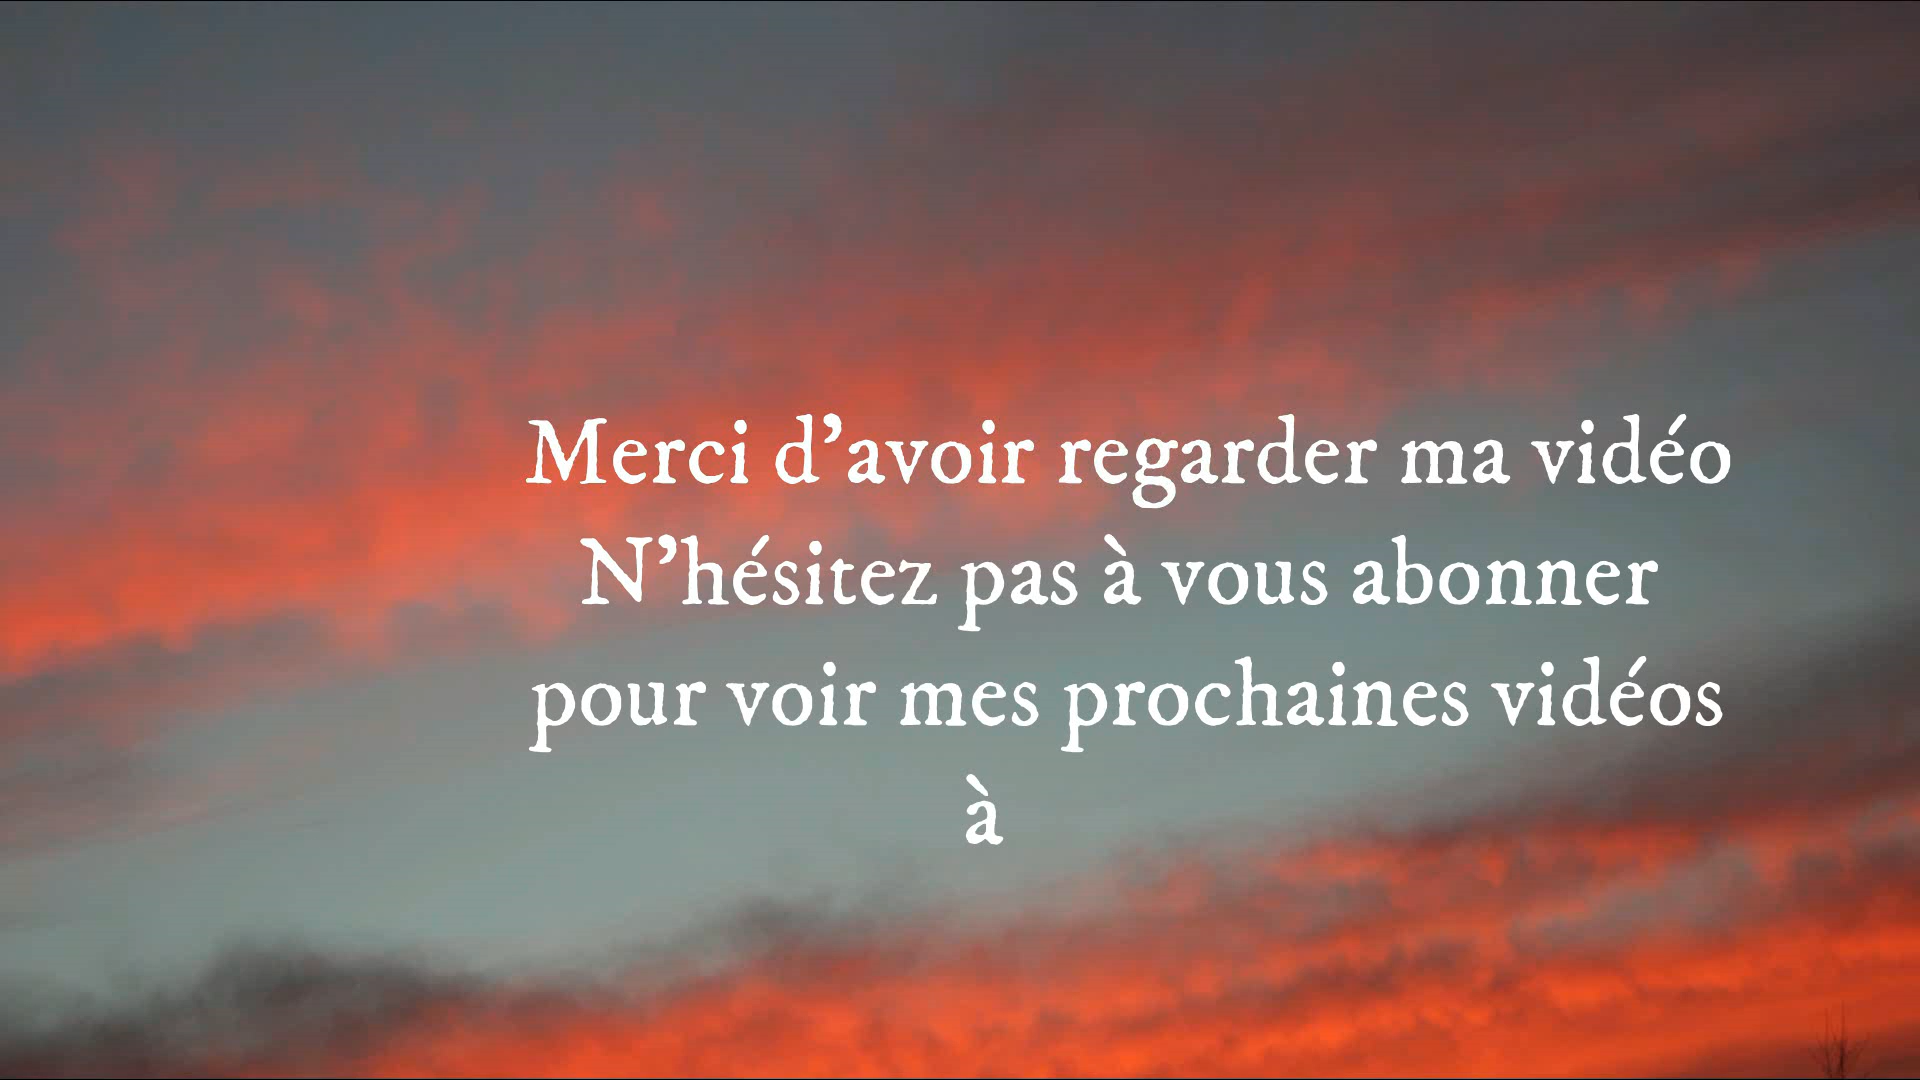 Merci d’avoir regarder ma vidéo
N’hésitez pas à vous abonner
pour voir mes prochaines vidéos
à